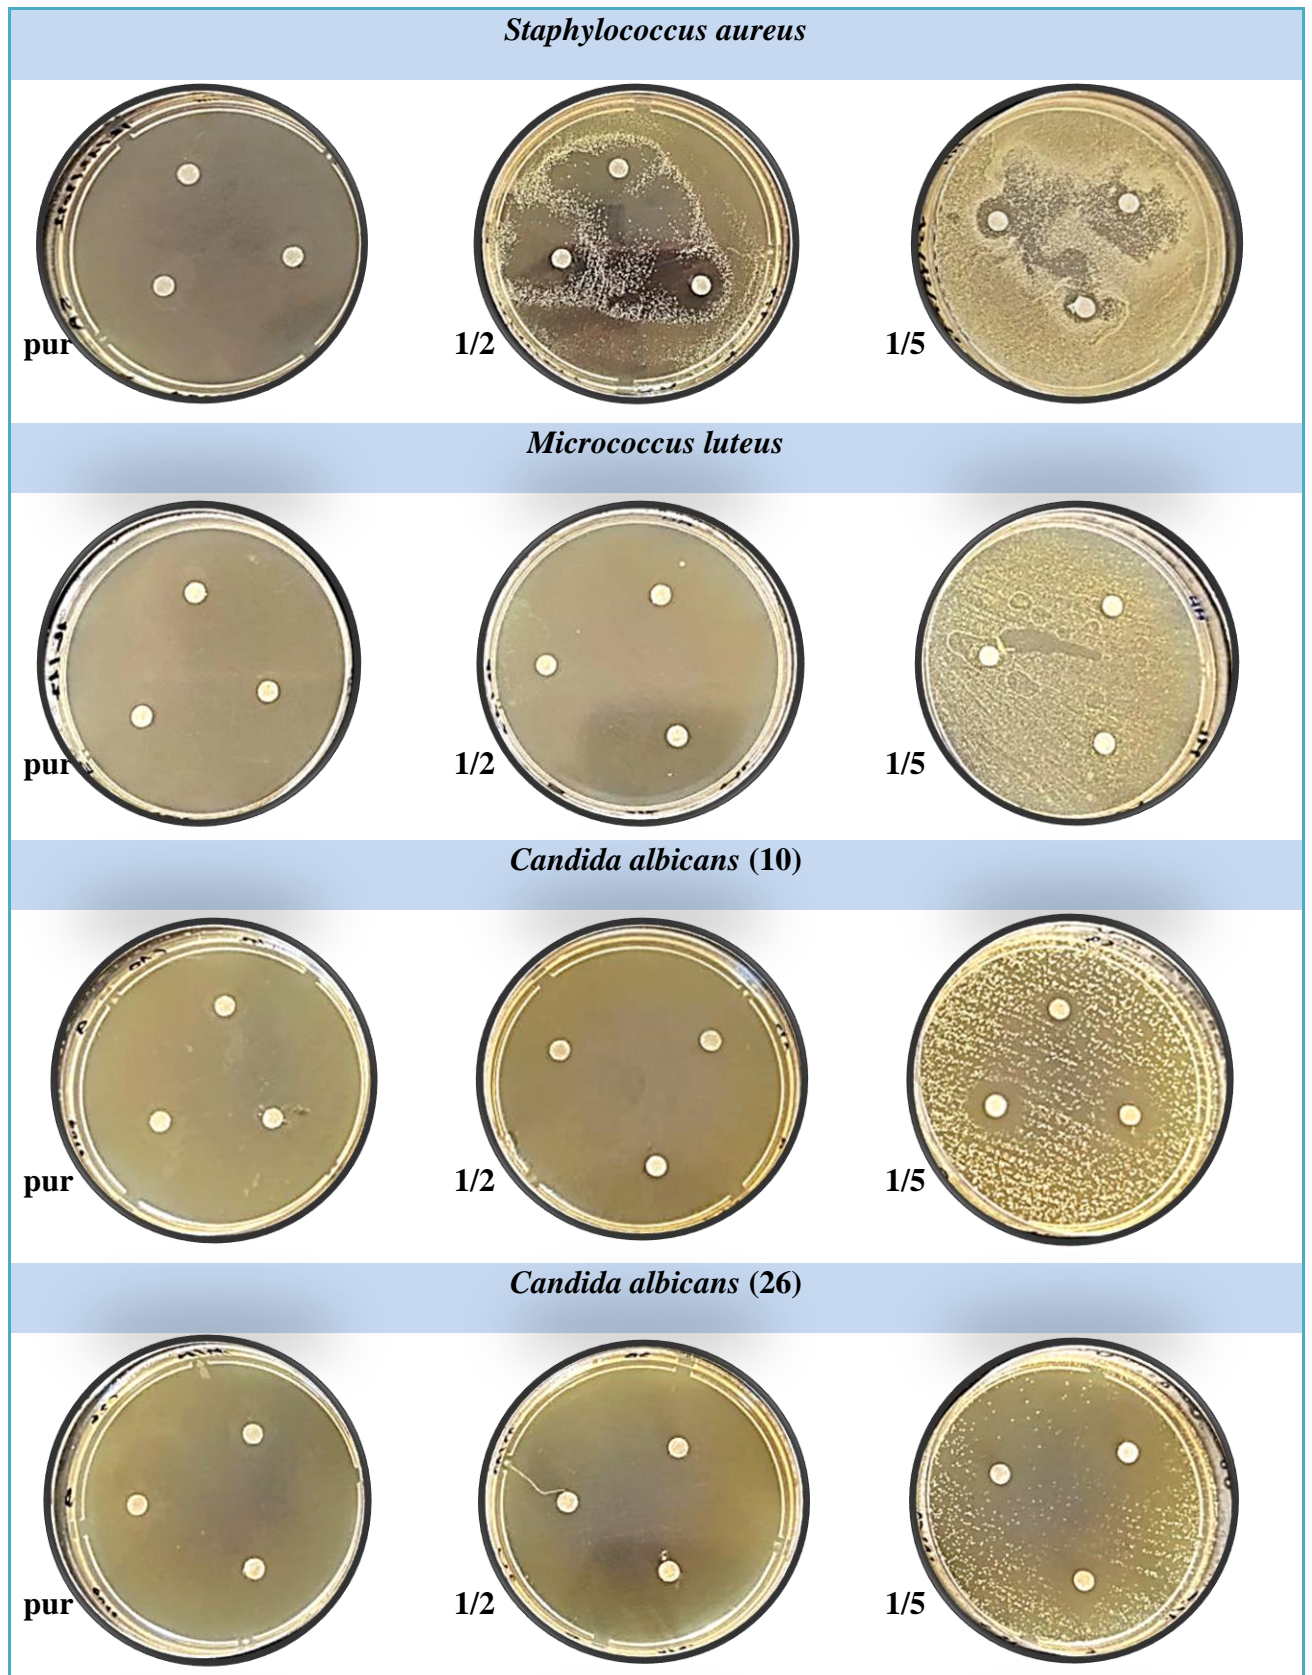 Staphylococcus aureus
pur
1/2
1/5
Micrococcus luteus
pur
1/2
1/5
Candida albicans (10)
pur
1/2
1/5
Candida albicans (26)
pur
1/2
1/5